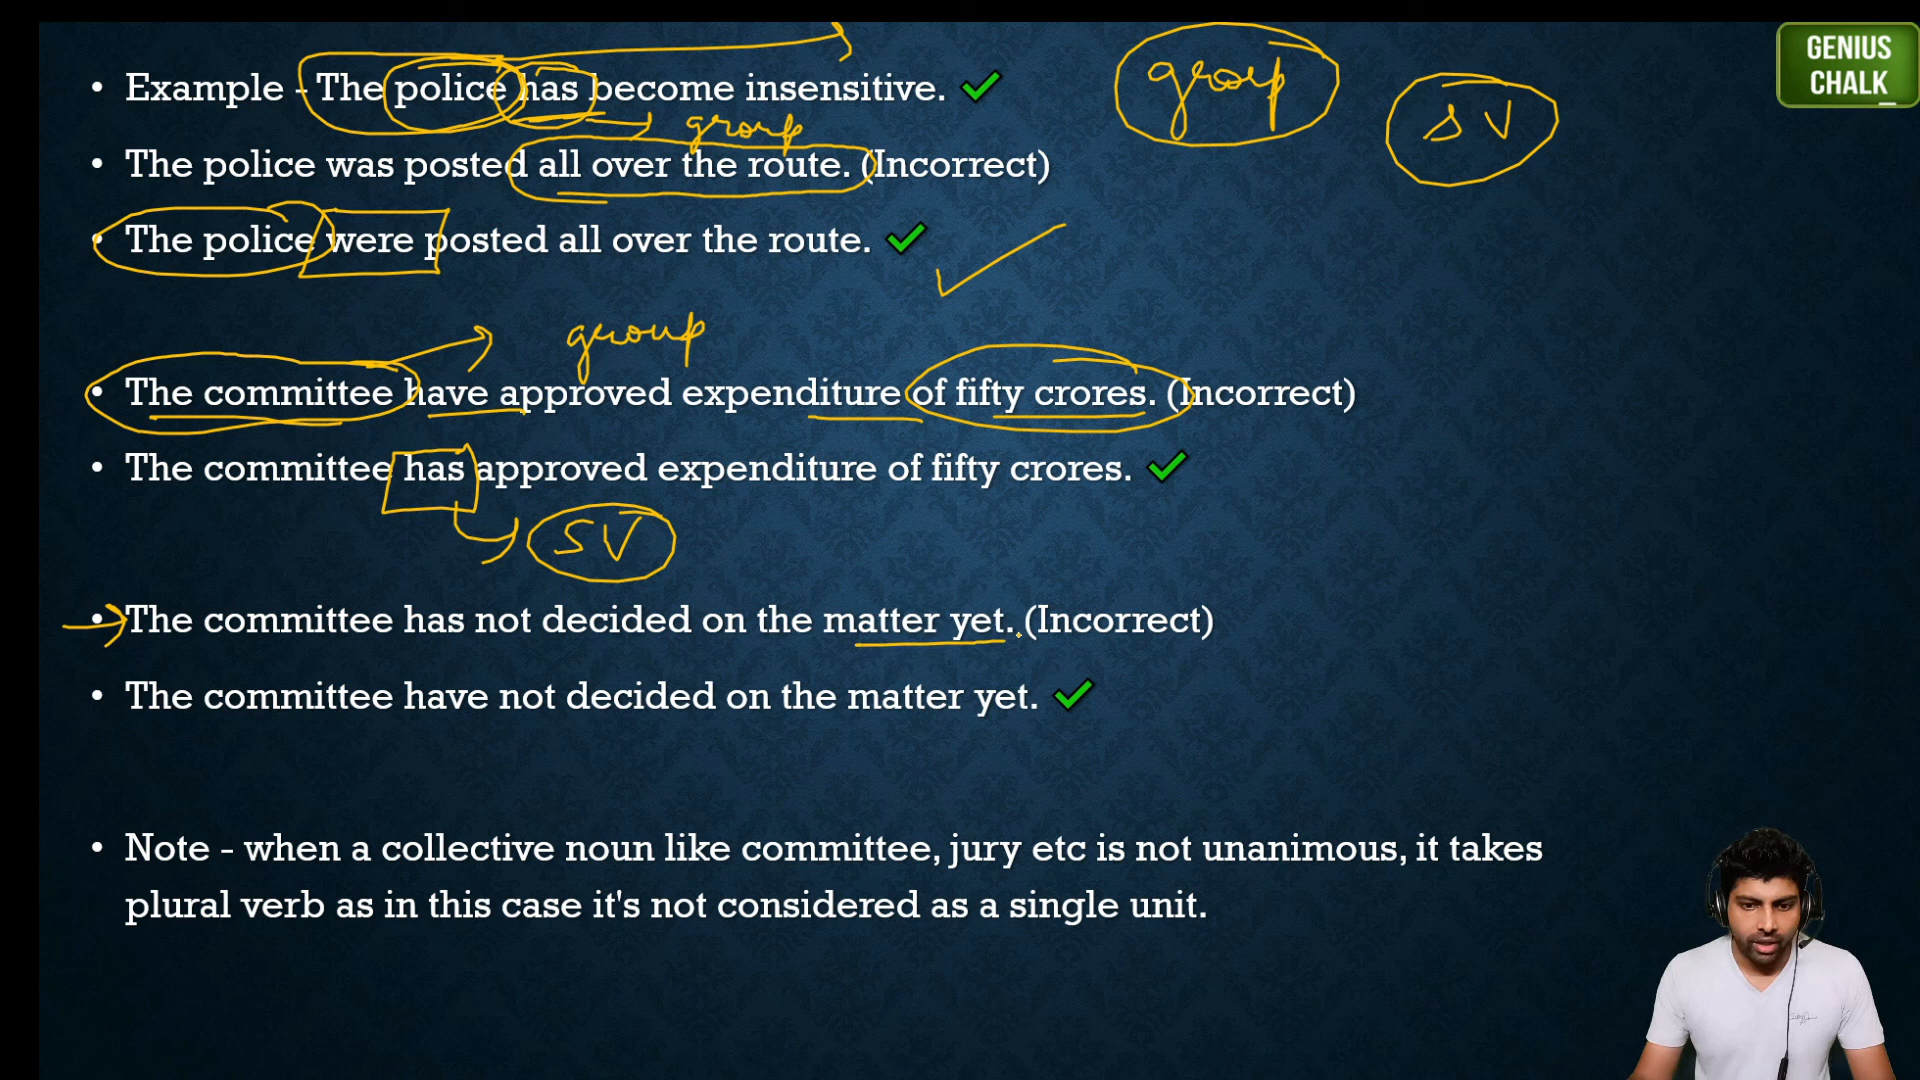 GENIUS
CHALK
• Example - The police has become insensitive. ✓
group
s V
group
• The police was posted all over the route. (Incorrect)
• The police were posted all over the route. ✓
group
• The committee have approved expenditure of fifty crores. (Incorrect)
• The committee has approved expenditure of fifty crores. ✓
SV
• The committee has not decided on the matter yet. (Incorrect)
• The committee have not decided on the matter yet. ✓
• Note - when a collective noun like committee, jury etc is not unanimous, it takes
plural verb as in this case it's not considered as a single unit.